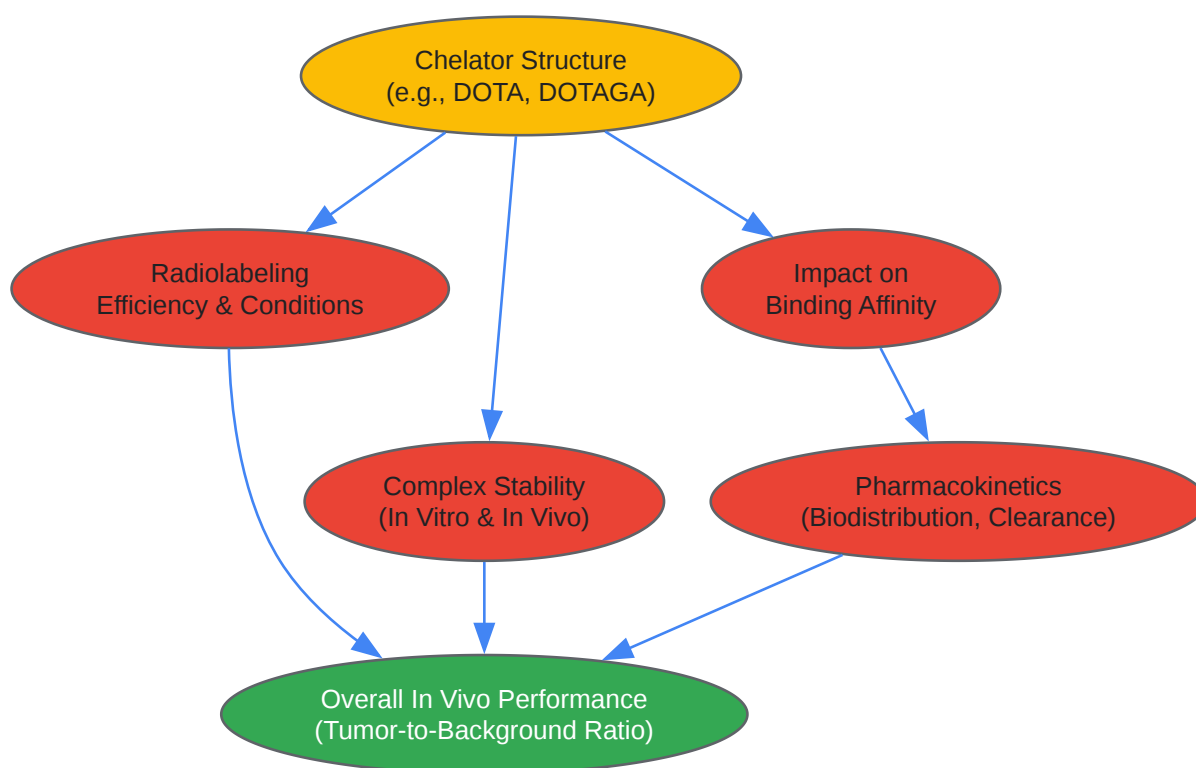 Chelator Structure
(e.g., DOTA, DOTAGA)
Radiolabeling
Efficiency & Conditions
Impact on
Binding Affinity
Complex Stability
(In Vitro & In Vivo)
Pharmacokinetics
(Biodistribution, Clearance)
Overall In Vivo Performance
(Tumor-to-Background Ratio)